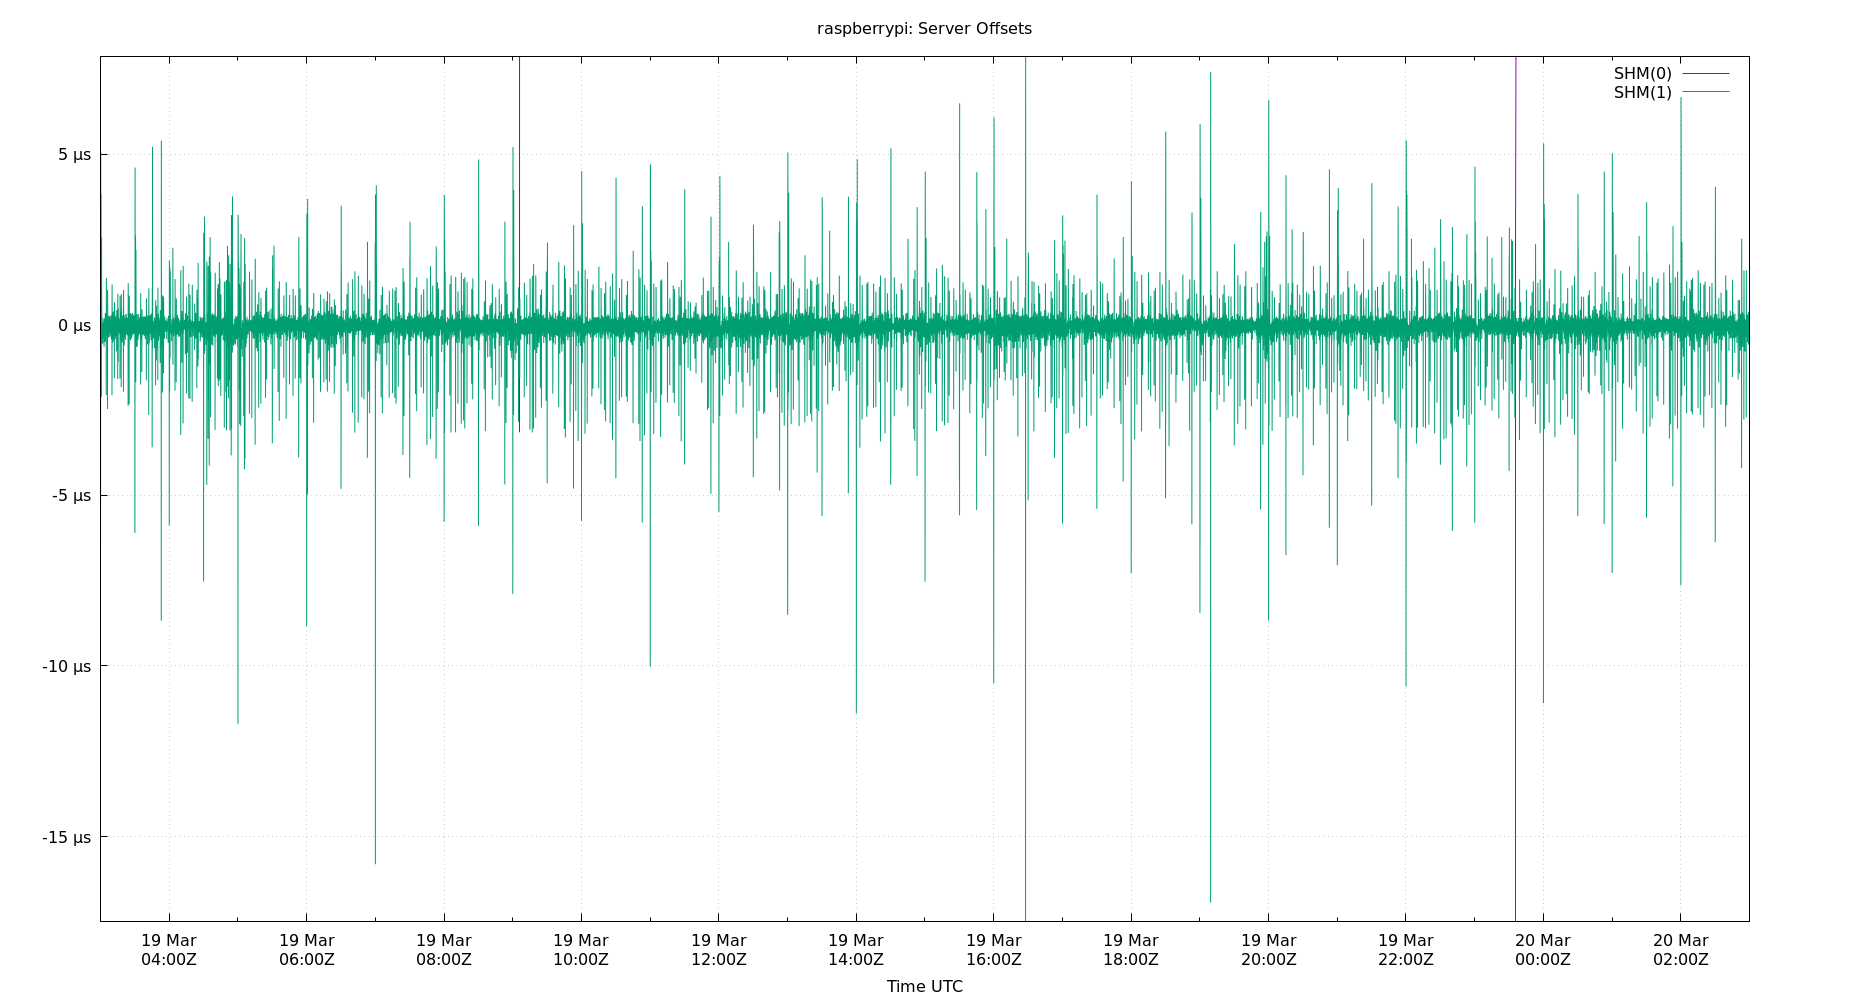 raspberrypi: Server Offsets
SHM(0)
SHM(1)
5 µs
0 µs
-5 µs
-10 µs
-15 µs
19 Mar 19 Mar 19 Mar 19 Mar 19 Mar 19 Mar 19 Mar 19 Mar 19 Mar 19 Mar 20 Mar 20 Mar
04:00Z 06:00Z 08:00Z 10:00Z 12:00Z 14:00Z 16:00Z 18:00Z 20:00Z 22:00Z 00:00Z 02:00Z
Time UTC